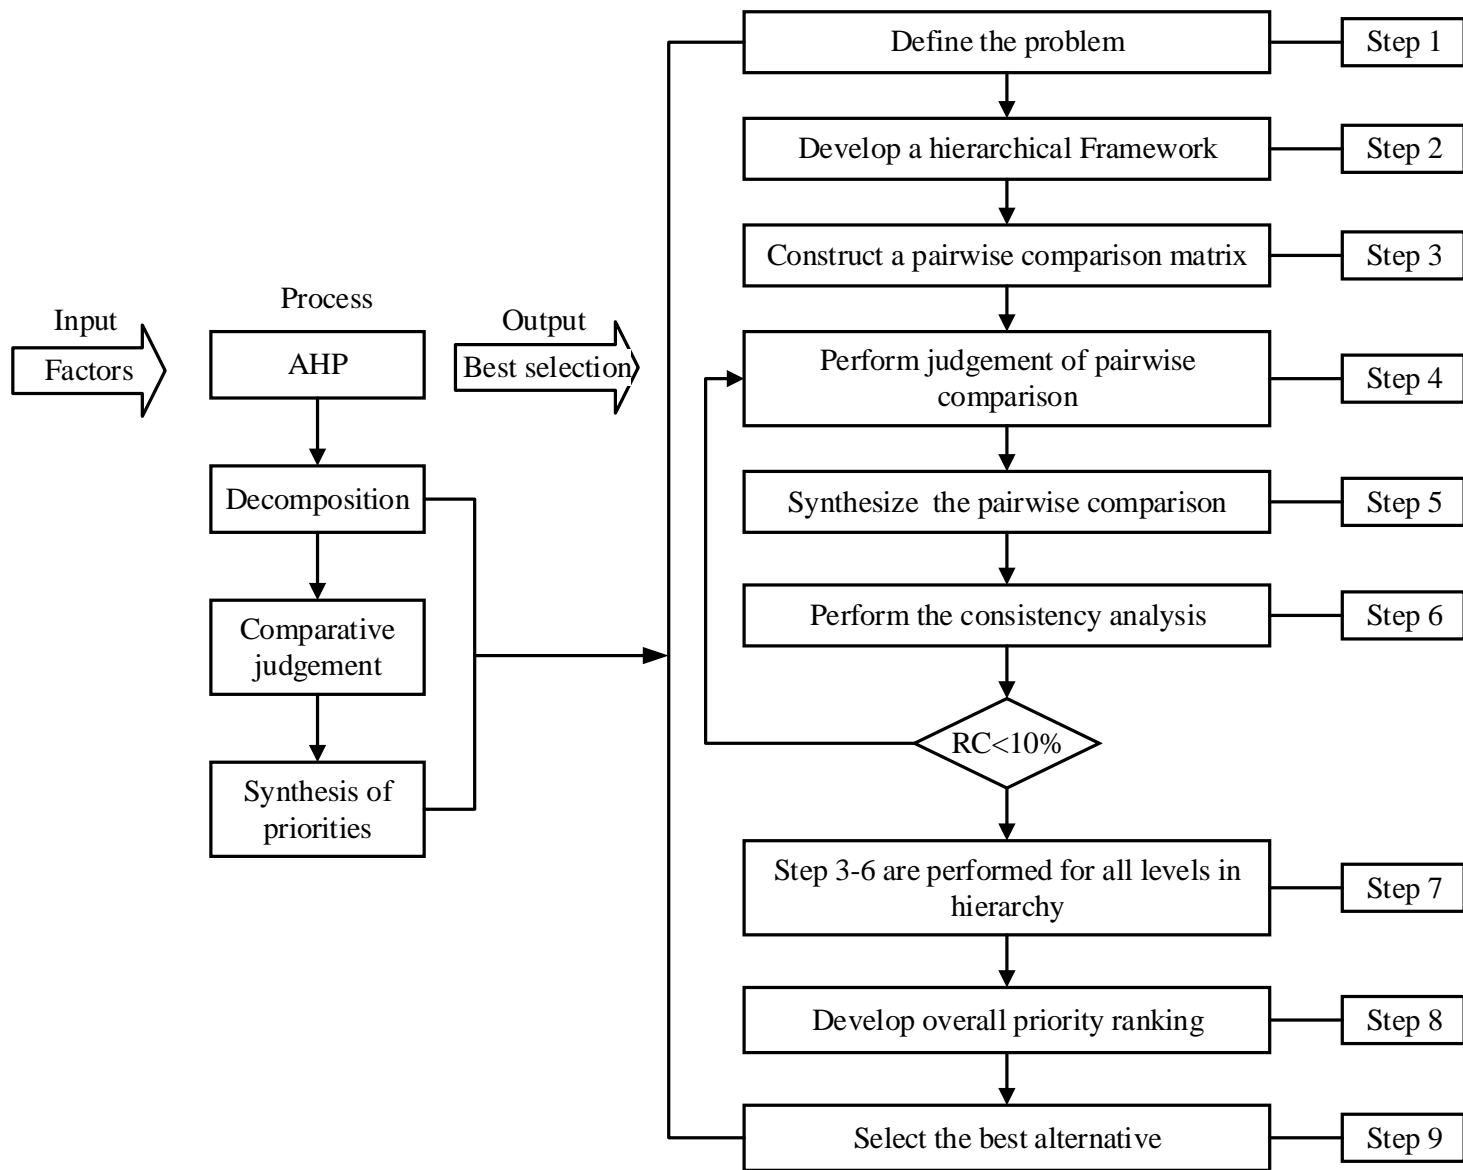 Input
Factors
Process
AHP
Output
Best selection
Decomposition
Comparative
judgement
Synthesis of
priorities
Define the problem
Step 1
Develop a hierarchical Framework
Step 2
Construct a pairwise comparison matrix
Step 3
Perform judgement of pairwise
comparison
Step 4
Synthesize  the pairwise comparison
Step 5
Perform the consistency analysis
Step 6
RC<10%
Step 3-6 are performed for all levels in
hierarchy
Step 7
Develop overall priority ranking
Step 8
Select the best alternative
Step 9